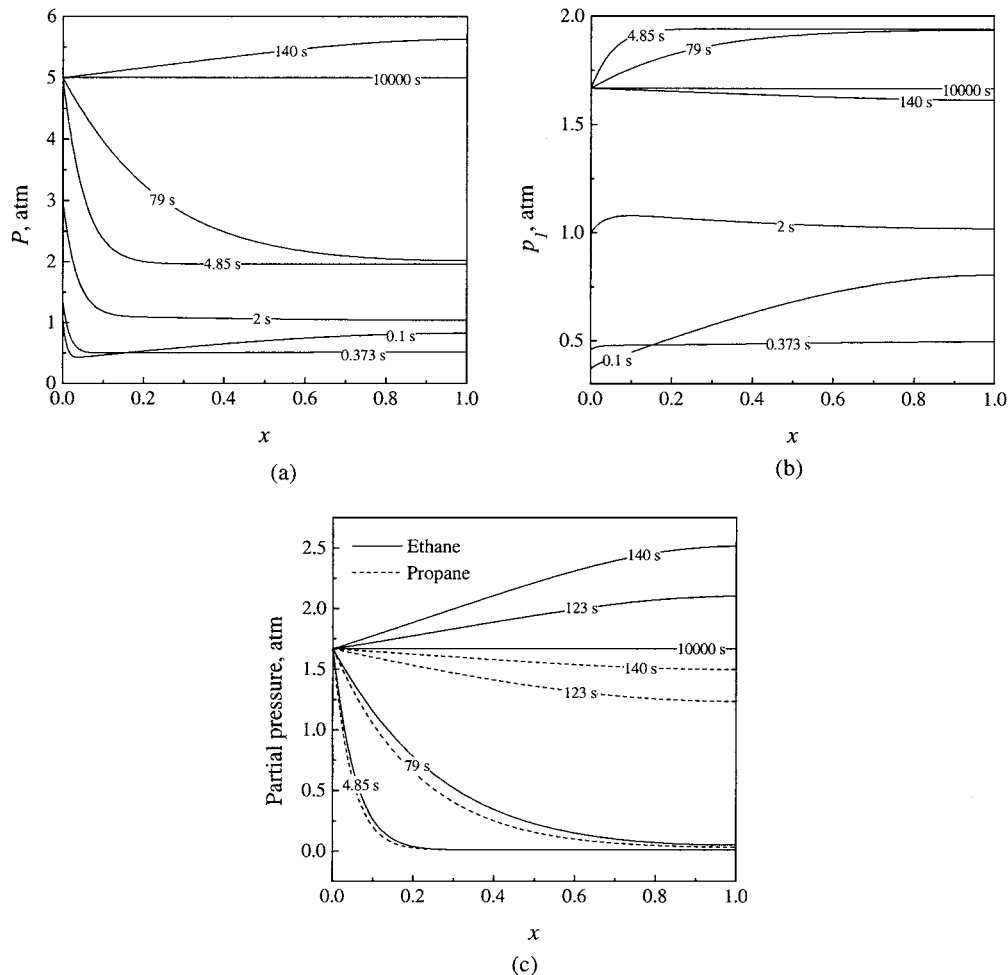 6
5
4
3
2
1
0
P, atm
140 s
10000 s
79 s
4.85 s
2 s
0.1 s
0.373 s
0.0 0.2 0.4 0.6 0.8 1.0
x
(a)
2.0
1.5
1.0
0.5
p1, atm
4.85 s
79 s
10000 s
140 s
2 s
0.373 s
0.1 s
0.0 0.2 0.4 0.6 0.8 1.0
x
(b)
2.5
2.0
1.5
1.0
0.5
0.0
Partial pressure, atm
Ethane
Propane
140 s
123 s
10000 s
140 s
123 s
79 s
4.85 s
0.0 0.2 0.4 0.6 0.8 1.0
x
(c)